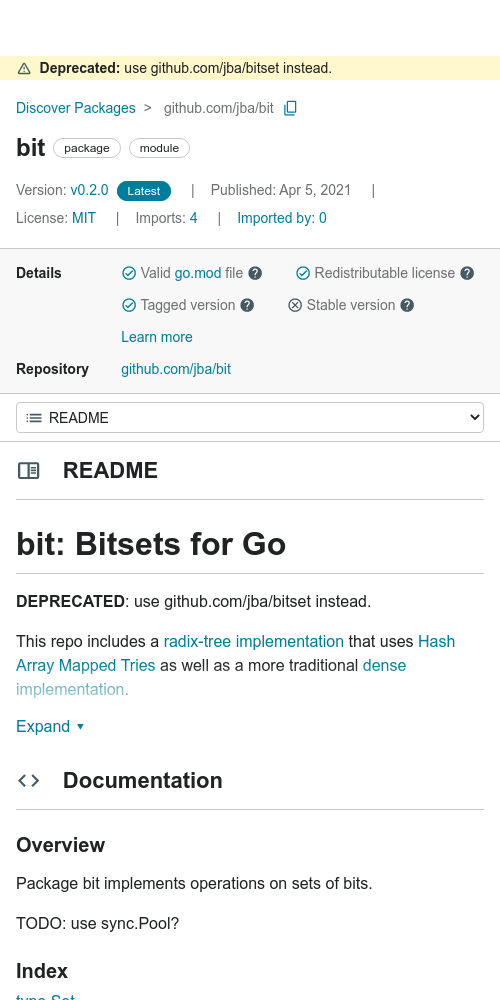 Deprecated: use github.com/jba/bitset instead.
Discover Packages > github.com/jba/bit
bit package module
Version: v0.2.0 Latest | Published: Apr 5, 2021 |
License: MIT | Imports: 4 | Imported by: 0
Details Valid go.mod file Redistributable license
Tagged version Stable version
Learn more
Repository github.com/jba/bit
README
README
bit: Bitsets for Go
DEPRECATED: use github.com/jba/bitset instead.
This repo includes a radix-tree implementation that uses Hash
Array Mapped Tries as well as a more traditional dense
implementation.
Expand
Documentation
Overview
Package bit implements operations on sets of bits.
TODO: use sync.Pool?
Index
type Set